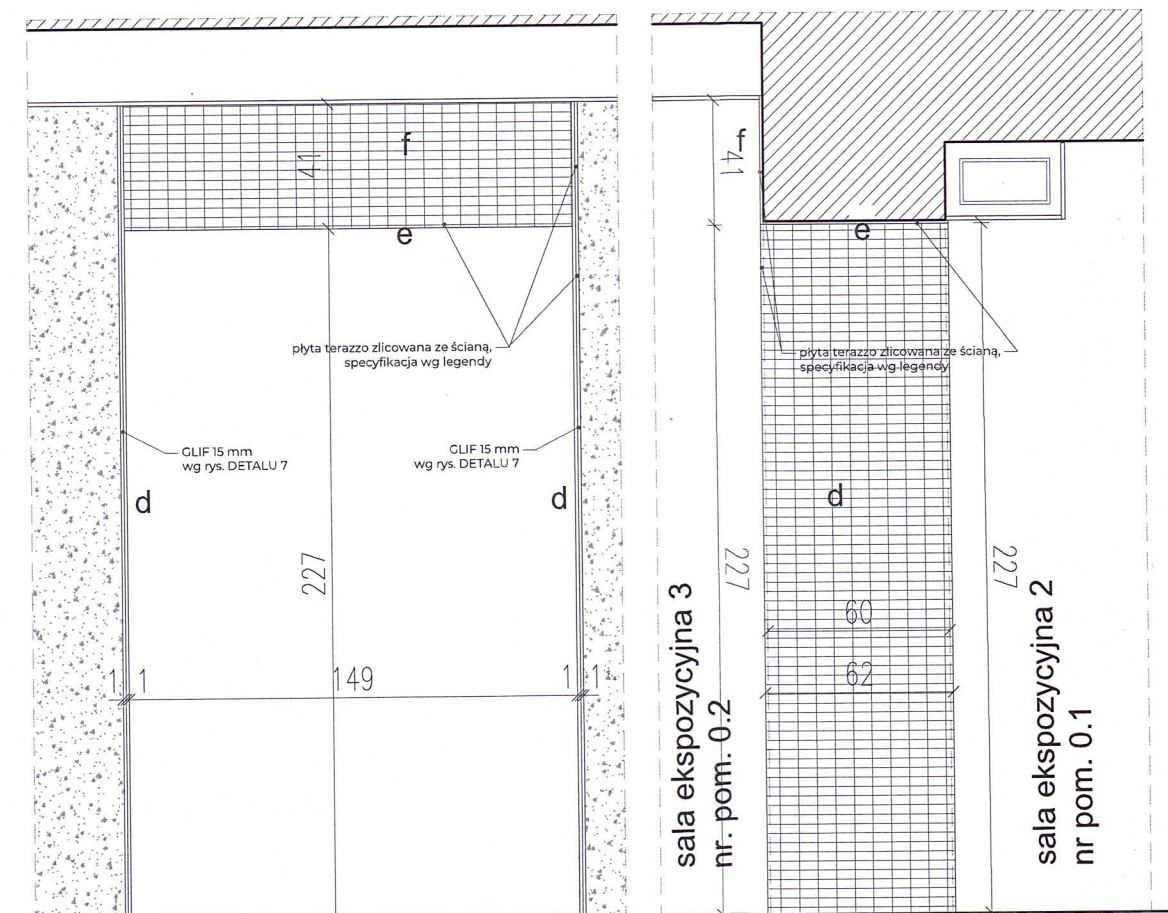 f
41
e
płyta terazzo zlicowana ze ścianą,
specyfikacja wg legendy
GLIF 15 mm
wg rys. DETALU 7
GLIF 15 mm
wg rys. DETALU 7
d
d
227
1
1
149
1
1
f
41
e
płyta terazzo zlicowana ze ścianą,
specyfikacja wg legendy
d
227
227
60
62
sala ekspozycyjna 3
nr. pom. 0.2
sala ekspozycyjna 2
nr pom. 0.1